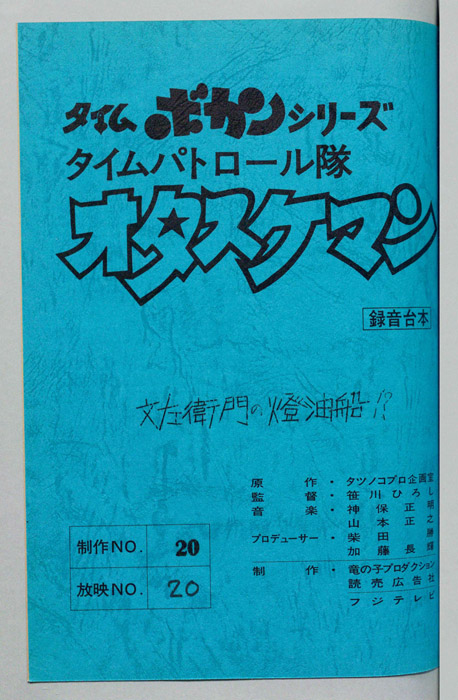 タイムボカンシリーズ
タイムパトロール隊
オタスケマン
録音台本
文左衛門の燈油船!?
原作・タツノコプロ企画室
監督・笹川ひろし
音楽・神保正明
山本正之
プロデューサー・柴田勝
加藤長輝
制作・竜の子プロダクション
読売広告社
フジテレビ
制作NO. 20
放映NO. 20